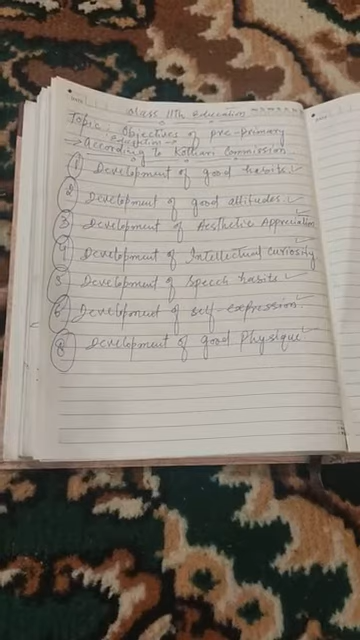 Class 11th education
Topic: Objectives of pre-primary
education →
⇒ According to Kothari Commission
1 Development of good habits. ✓
2 Development of good attitudes. ✓
3 Development of Aesthetic Appreciation
4 Development of Intellectual curiosity
5 Development of Speech habits ✓
6 Development of self-expression ✓
8 Development of good Physique ✓